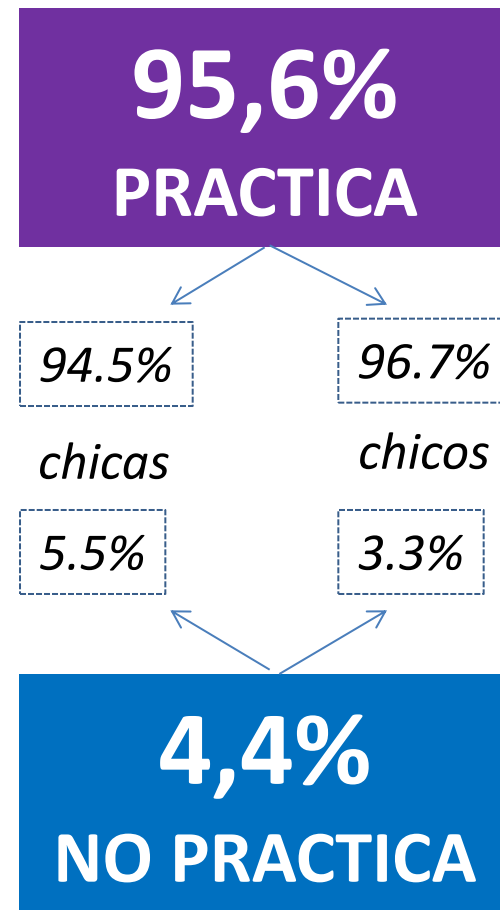 95,6%
PRACTICA
94.5%
96.7%
chicas
chicos
5.5%
3.3%
4,4%
NO PRACTICA